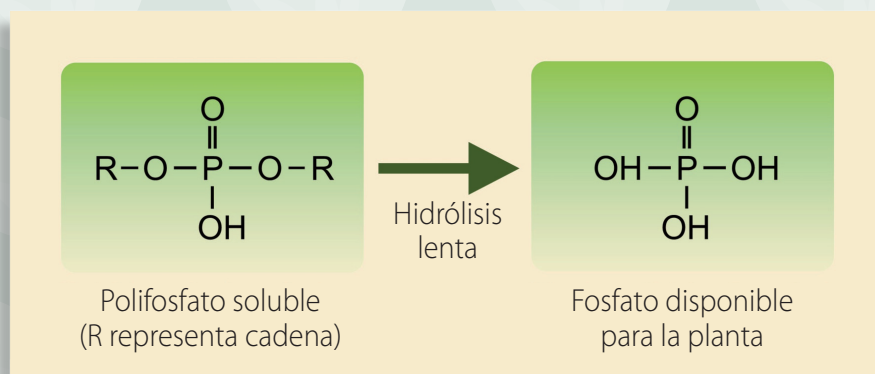 O
R–O–P–O–R
OH
Polifosfato soluble
(R representa cadena)
Hidrólisis
lenta
O
OH–P–OH
OH
Fosfato disponible
para la planta